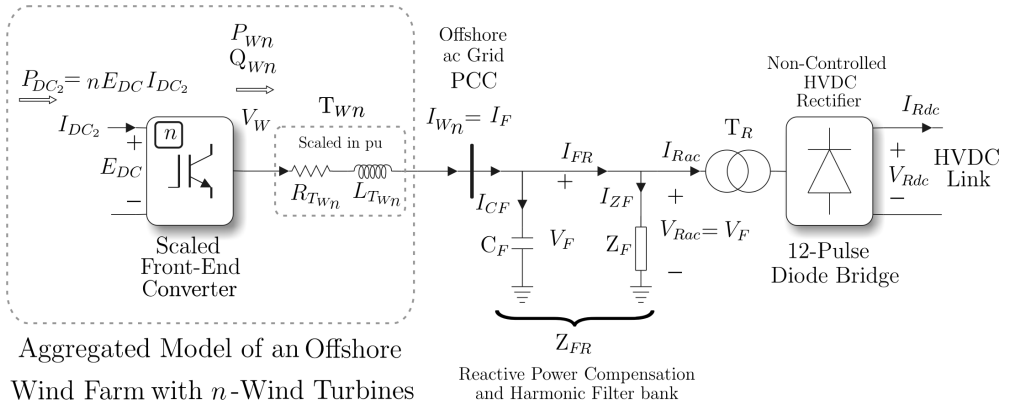 P_{Wn}
Q_{Wn}
P_{DC_2} = n E_{DC} I_{DC_2}
I_{DC_2}
+
E_{DC}
−
n
V_W
T_{Wn}
Scaled in pu
R_{T_{Wn}}
L_{T_{Wn}}
Scaled
Front-End
Converter
Aggregated Model of an Offshore
Wind Farm with n-Wind Turbines
Offshore
ac Grid
PCC
I_{Wn} = I_F
I_{CF}
C_F
I_{FR}
+
V_F
I_{ZF}
Z_F
I_{Rac}
+
V_{Rac} = V_F
−
Z_{FR}
Reactive Power Compensation
and Harmonic Filter bank
T_R
Non-Controlled
HVDC
Rectifier
12-Pulse
Diode Bridge
I_{Rdc}
+
V_{Rdc}
−
HVDC
Link